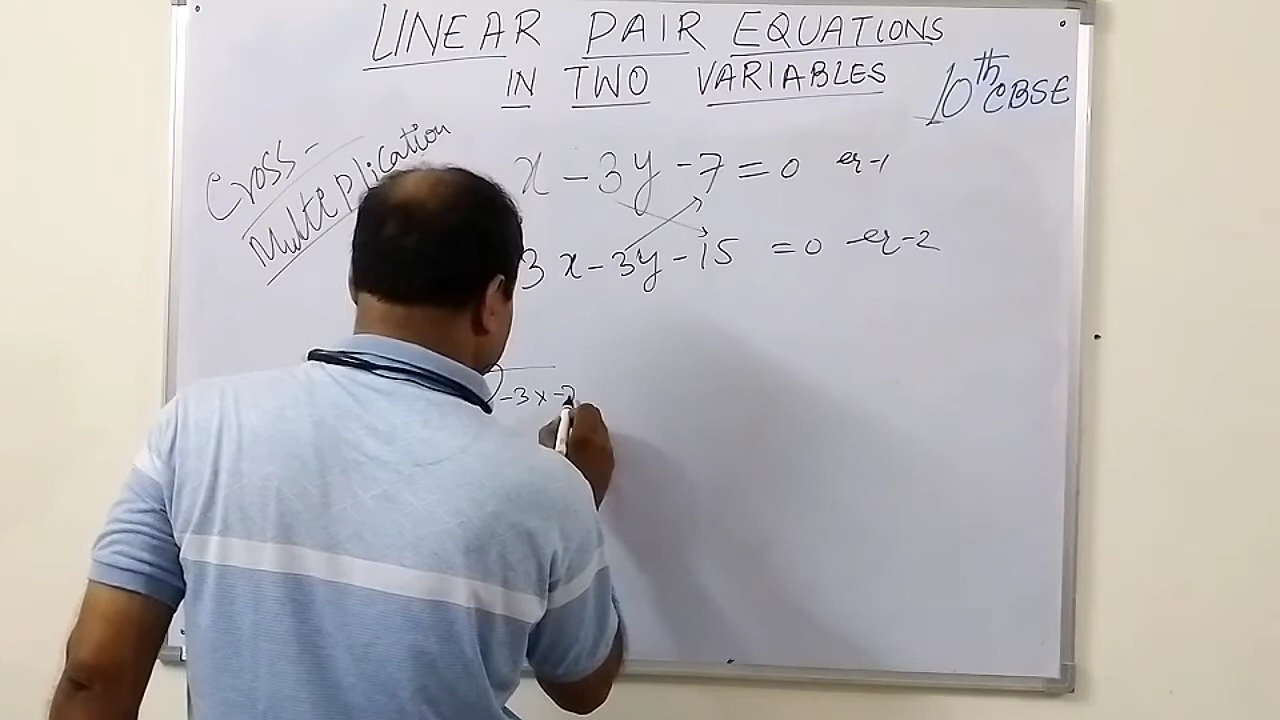 LINEAR PAIR EQUATIONS
IN TWO VARIABLES
10th CBSE
Cross-
Multiplication
x - 3y - 7 = 0 eq-1
3x - 3y - 15 = 0 eq-2
-3 x -7